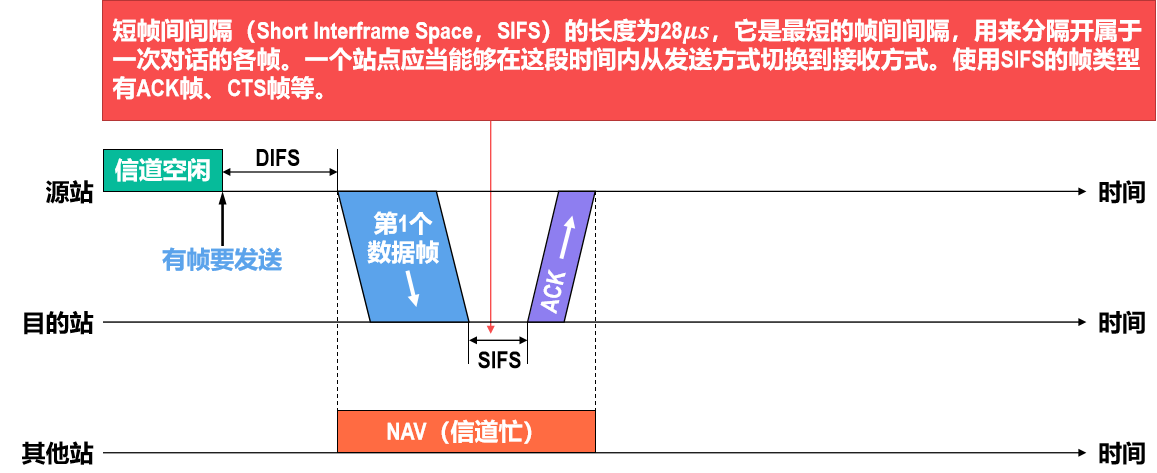 短帧间间隔（Short Interframe Space，SIFS）的长度为28μs，它是最短的帧间间隔，用来分隔开属于
一次对话的各帧。一个站点应当能够在这段时间内从发送方式切换到接收方式。使用SIFS的帧类型
有ACK帧、CTS帧等。
信道空闲
DIFS
源站
时间
有帧要发送
第1个
数据帧
ACK
目的站
时间
SIFS
NAV（信道忙）
其他站
时间